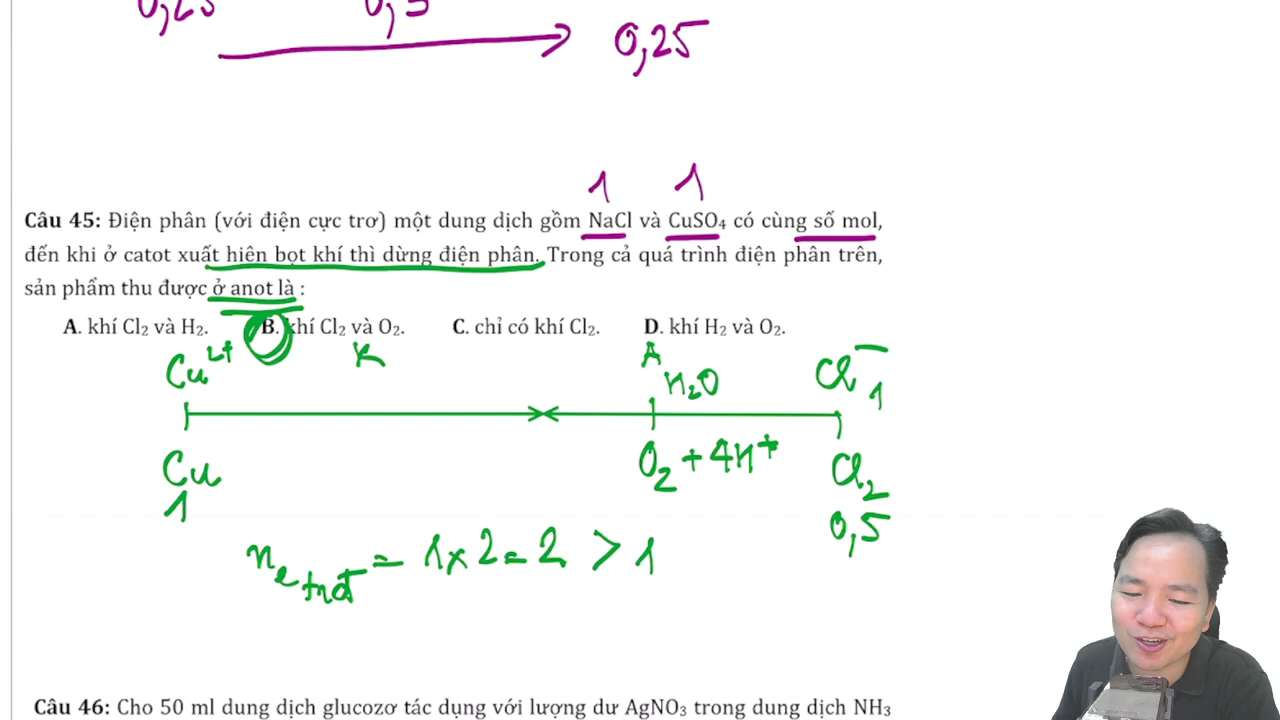 0,25 0,5
0,25
1 1
Câu 45: Điện phân (với điện cực trơ) một dung dịch gồm NaCl và CuSO₄ có cùng số mol,
đến khi ở catot xuất hiên bọt khí thì dừng điện phân. Trong cả quá trình điện phân trên,
sản phẩm thu được ở anot là :
A. khí Cl₂ và H₂. B. khí Cl₂ và O₂. C. chỉ có khí Cl₂. D. khí H₂ và O₂.
Cu²⁺ K A H₂O Cl⁻ 1
Cu O₂ + 4H⁺ Cl₂
1 0,5
nₑ trđ = 1x2 = 2 > 1
Câu 46: Cho 50 ml dung dịch glucozơ tác dụng với lượng dư AgNO₃ trong dung dịch NH₃